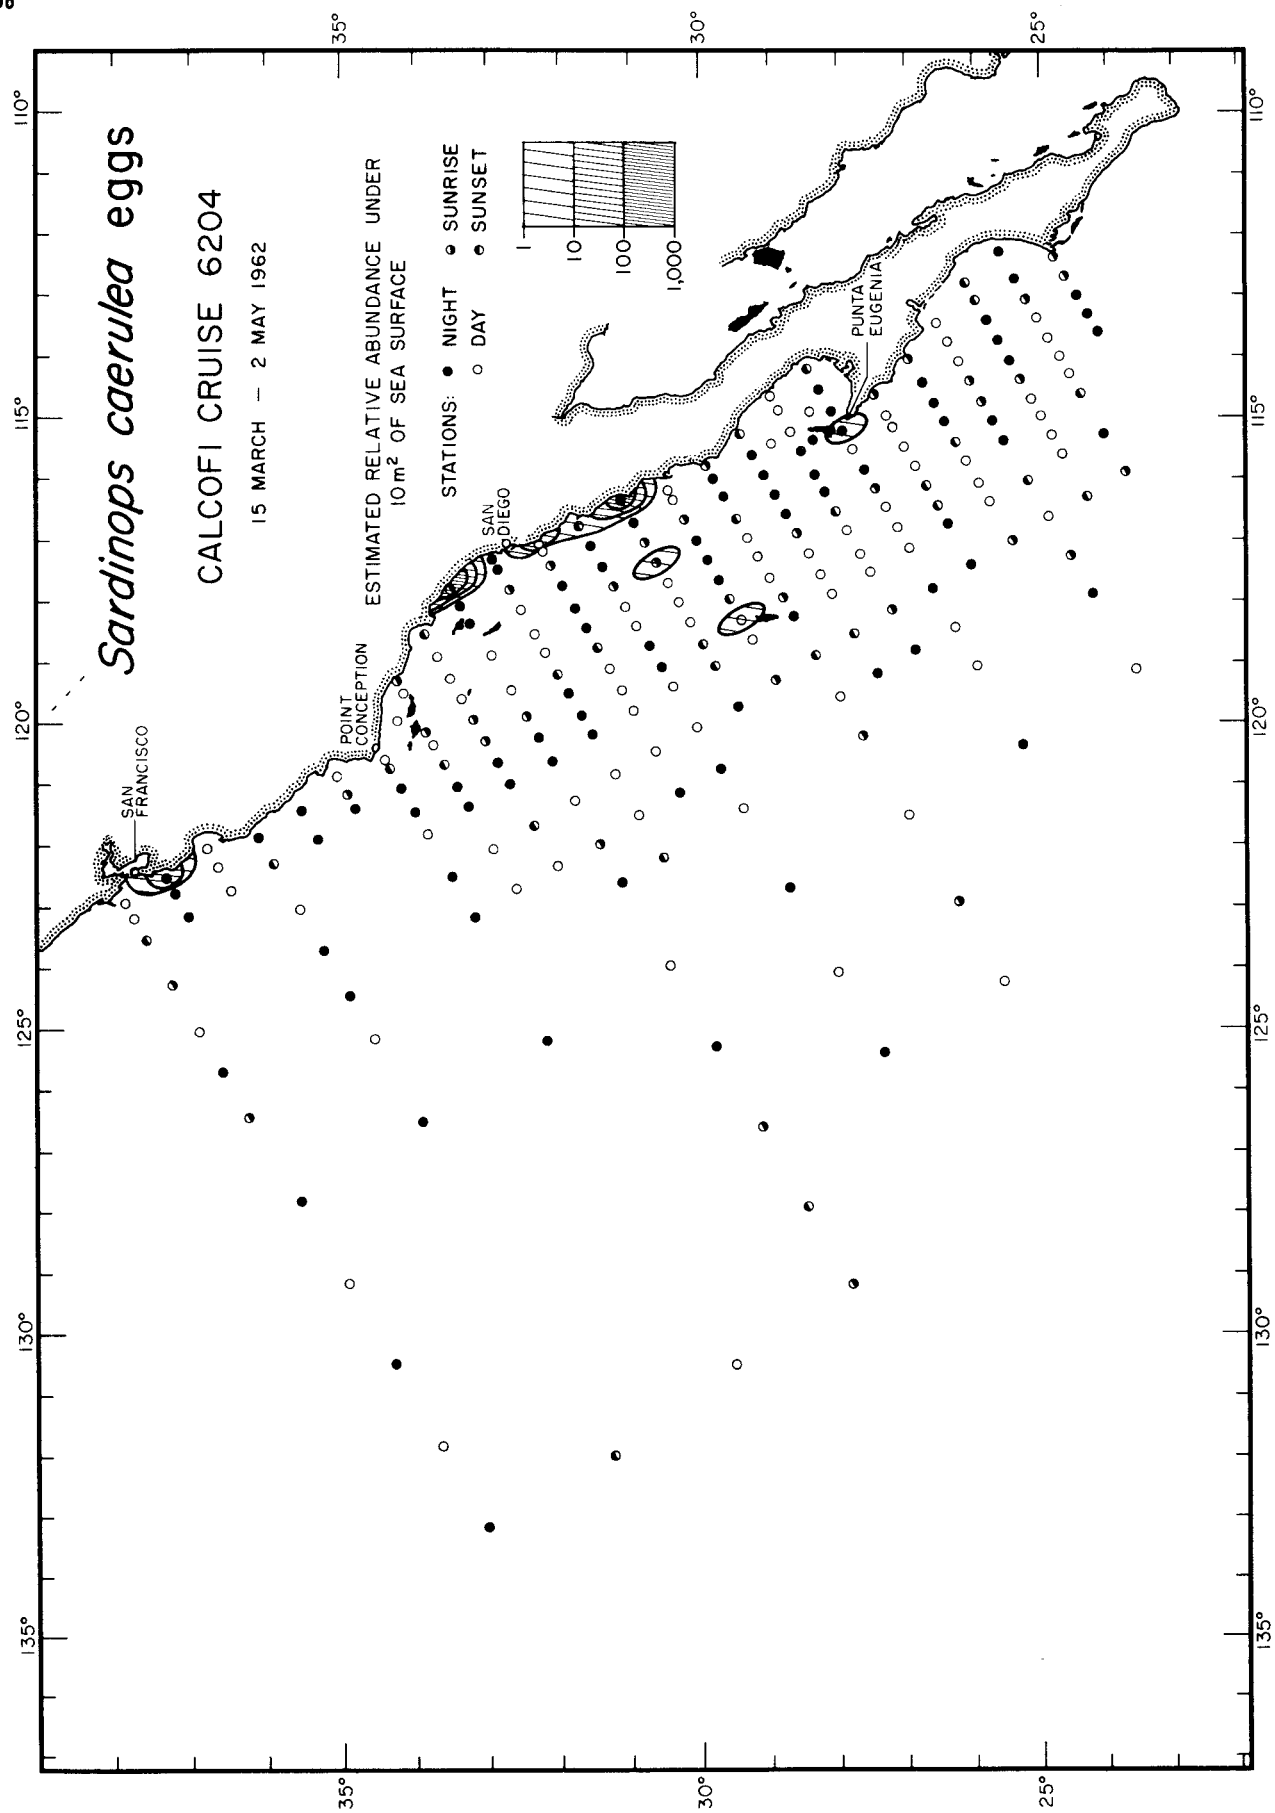 Sardinops caerulea eggs
CALCOFI CRUISE 6204
15 MARCH — 2 MAY 1962
ESTIMATED RELATIVE ABUNDANCE UNDER
10 m² OF SEA SURFACE
STATIONS: ● NIGHT ◑ SUNRISE
○ DAY ◑ SUNSET
1
10
100
1,000
SAN
FRANCISCO
POINT
CONCEPTION
SAN
DIEGO
PUNTA
EUGENIA
135° 130° 125° 120° 115° 110°
35°
30°
25°
35°
30°
25°
135° 130° 125° 120° 115° 110°